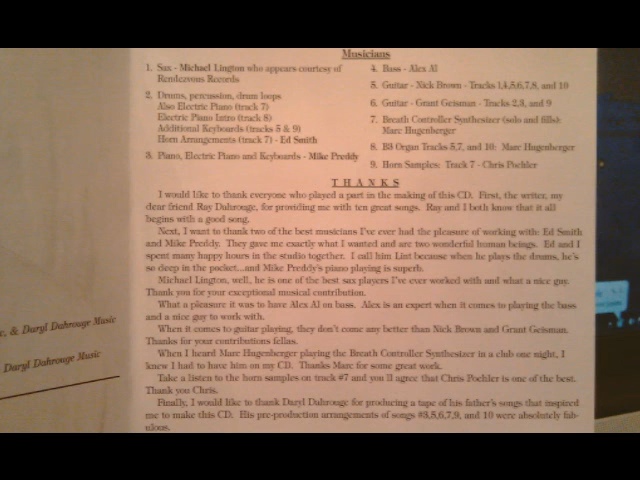 Musicians
1. Sax - Michael Lington who appears courtesy of
Rendezvous Records
2. Drums, percussion, drum loops
Also Electric Piano (track 7)
Electric Piano Intro (track 8)
Additional Keyboards (tracks 5 & 9)
Horn Arrangements (track 7) - Ed Smith
3. Piano, Electric Piano and Keyboards - Mike Preddy
4. Bass - Alex Al
5. Guitar - Nick Brown - Tracks 1,4,5,6,7,8, and 10
6. Guitar - Grant Geisman - Tracks 2,3, and 9
7. Breath Controller Synthesizer (solo and fills):
Marc Hugenberger
8. B3 Organ Tracks 5,7, and 10: Marc Hugenberger
9. Horn Samples: Track 7 - Chris Poehler
THANKS
I would like to thank everyone who played a part in the making of this CD. First, the writer, my
dear friend Ray Dahrouge, for providing me with ten great songs. Ray and I both know that it all
begins with a good song.
Next, I want to thank two of the best musicians I've ever had the pleasure of working with: Ed Smith
and Mike Preddy. They gave me exactly what I wanted and are two wonderful human beings. Ed and I
spent many happy hours in the studio together. I call him Lint because when he plays the drums, he's
so deep in the pocket...and Mike Preddy's piano playing is superb.
Michael Lington, well, he is one of the best sax players I've ever worked with and what a nice guy.
Thank you for your exceptional musical contribution.
What a pleasure it was to have Alex Al on bass. Alex is an expert when it comes to playing the bass
and a nice guy to work with.
When it comes to guitar playing, they don't come any better than Nick Brown and Grant Geisman.
Thanks for your contributions fellas.
When I heard Marc Hugenberger playing the Breath Controller Synthesizer in a club one night, I
knew I had to have him on my CD. Thanks Marc for some great work.
Take a listen to the horn samples on track #7 and you'll agree that Chris Poehler is one of the best.
Thank you Chris.
Finally, I would like to thank Daryl Dahrouge for producing a tape of his father's songs that inspired
me to make this CD. His pre-production arrangements of songs #3,5,6,7,9, and 10 were absolutely fab-
ulous.
& Daryl Dahrouge Music
Daryl Dahrouge Music